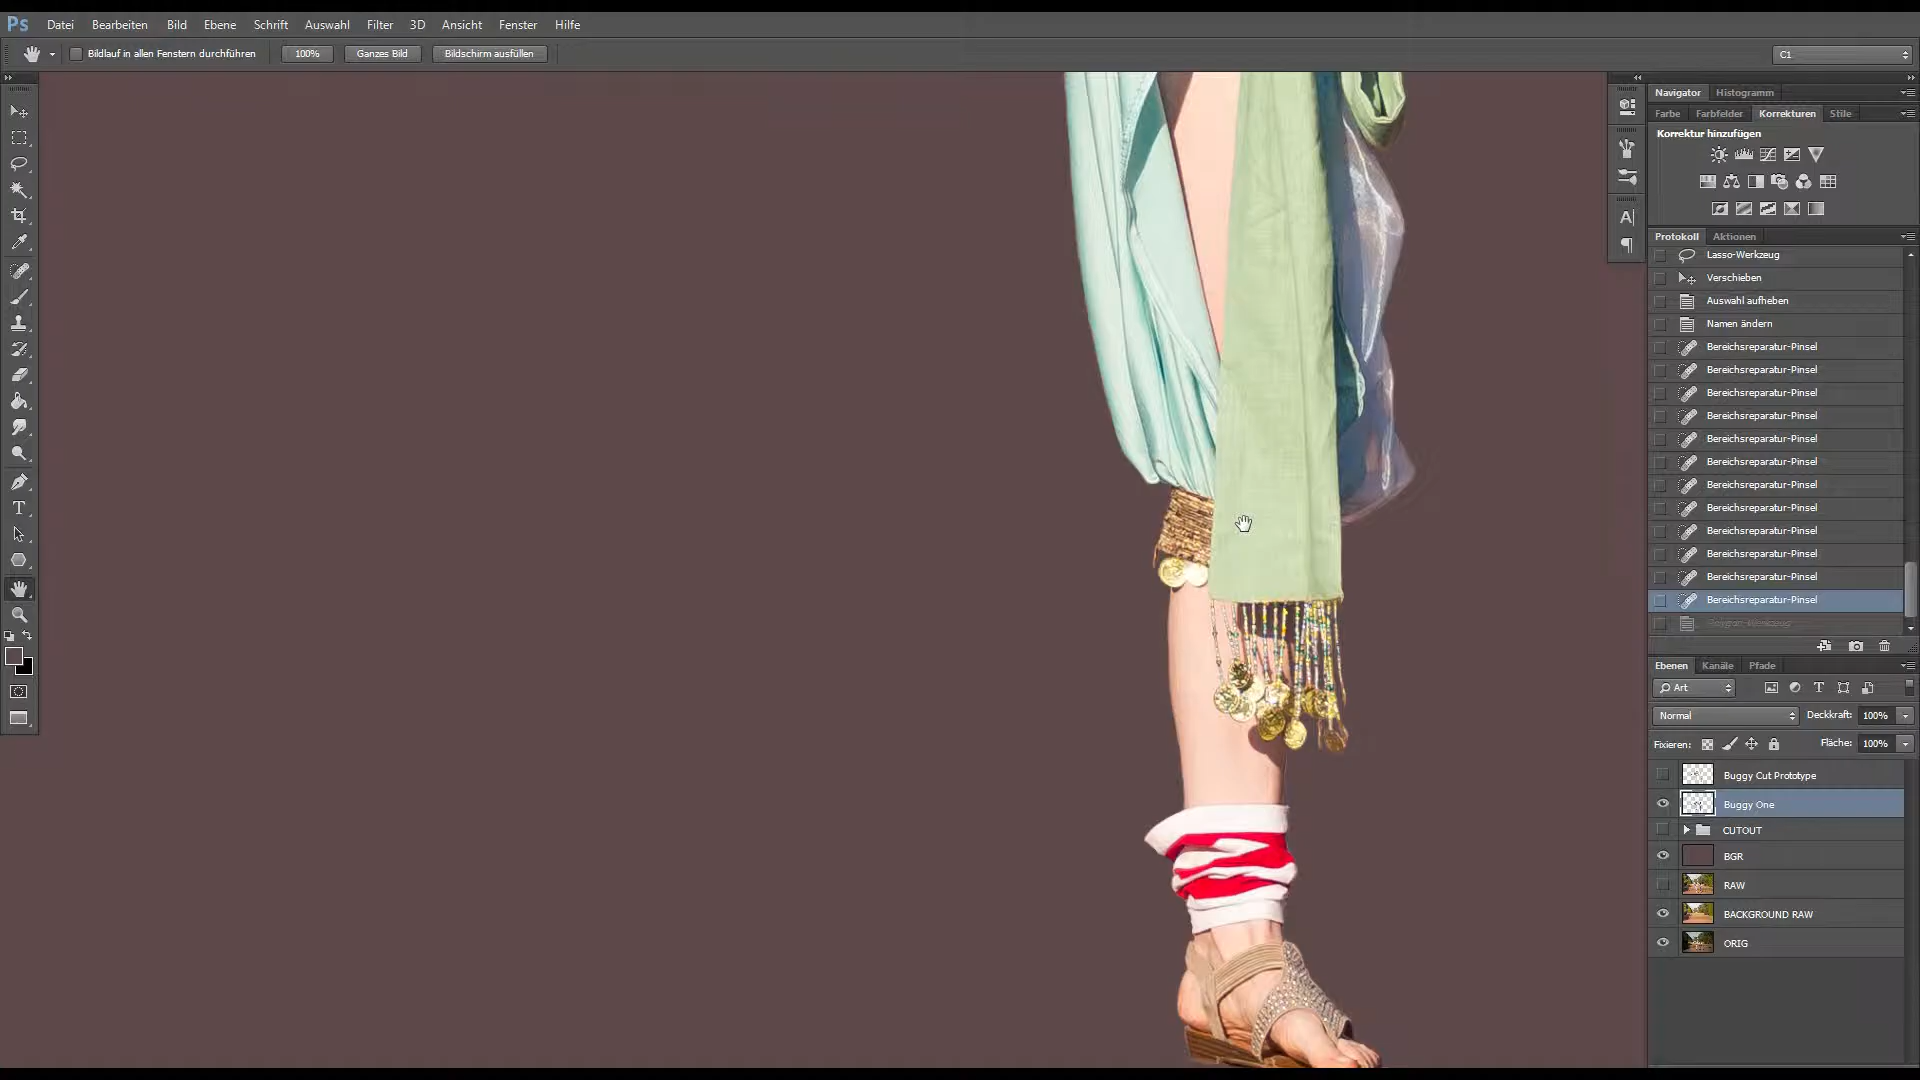 Ps Datei Bearbeiten Bild Ebene Schrift Auswahl Filter 3D Ansicht Fenster Hilfe
Bildlauf in allen Fenstern durchführen 100% Ganzes Bild Bildschirm ausfüllen C1
Navigator Histogramm
Farbe Farbfelder Korrekturen Stile
Korrektur hinzufügen
Protokoll Aktionen
Lasso-Werkzeug
Verschieben
Auswahl aufheben
Namen ändern
Bereichsreparatur-Pinsel
Bereichsreparatur-Pinsel
Bereichsreparatur-Pinsel
Bereichsreparatur-Pinsel
Bereichsreparatur-Pinsel
Bereichsreparatur-Pinsel
Bereichsreparatur-Pinsel
Bereichsreparatur-Pinsel
Bereichsreparatur-Pinsel
Bereichsreparatur-Pinsel
Bereichsreparatur-Pinsel
Bereichsreparatur-Pinsel
Ebenen Kanäle Pfade
Art
Normal Deckkraft: 100%
Fixieren: Fläche: 100%
Buggy Cut Prototype
Buggy One
CUTOUT
BGR
RAW
BACKGROUND RAW
ORIG